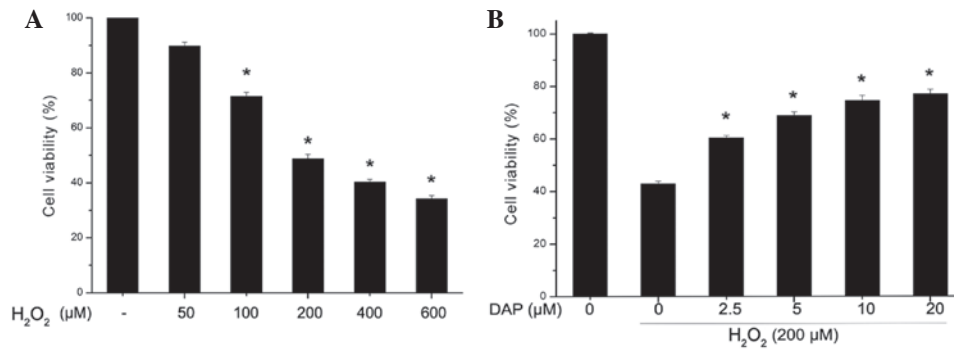 A
Cell viability (%)
100
80
60
40
20
0
* * * *
H₂O₂ (µM) - 50 100 200 400 600
B
Cell viability (%)
100
80
60
40
20
0
* * * *
DAP (µM) 0 0 2.5 5 10 20
H₂O₂ (200 µM)